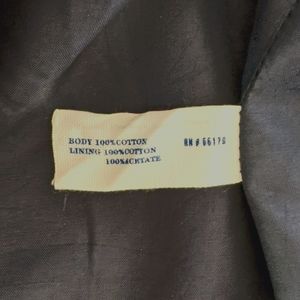 BODY 100%COTTON RN # 66170
LINING 100%COTTON
100%ACETATE